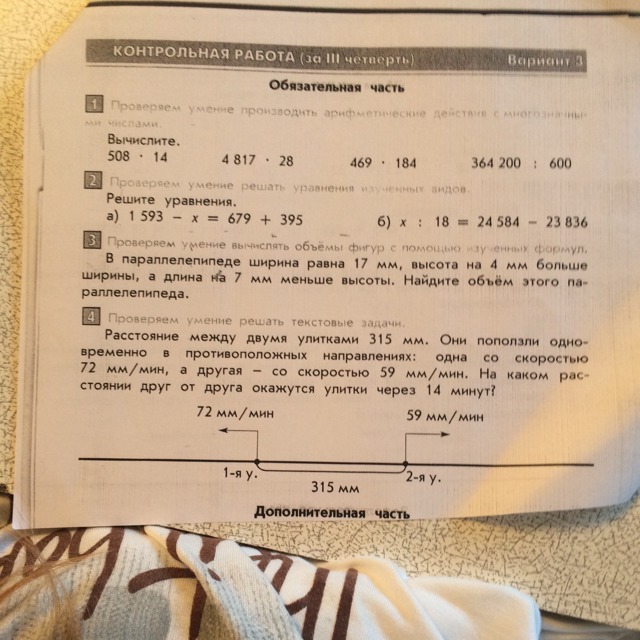 КОНТРОЛЬНАЯ РАБОТА (за III четверть) Вариант 3
Обязательная часть
1 Проверяем умение производить арифметические действия с многозначны-
ми числами.
Вычислите.
508 · 14 4 817 · 28 469 · 184 364 200 : 600
2 Проверяем умение решать уравнения изученных видов.
Решите уравнения.
а) 1 593 − x = 679 + 395 б) x : 18 = 24 584 − 23 836
3 Проверяем умение вычислять объёмы фигур с помощью изученных формул.
В параллелепипеде ширина равна 17 мм, высота на 4 мм больше
ширины, а длина на 7 мм меньше высоты. Найдите объём этого па-
раллелепипеда.
4 Проверяем умение решать текстовые задачи.
Расстояние между двумя улитками 315 мм. Они поползли одно-
временно в противоположных направлениях: одна со скоростью
72 мм/мин, а другая – со скоростью 59 мм/мин. На каком рас-
стоянии друг от друга окажутся улитки через 14 минут?
72 мм/мин 59 мм/мин
1-я у. 2-я у.
315 мм
Дополнительная часть